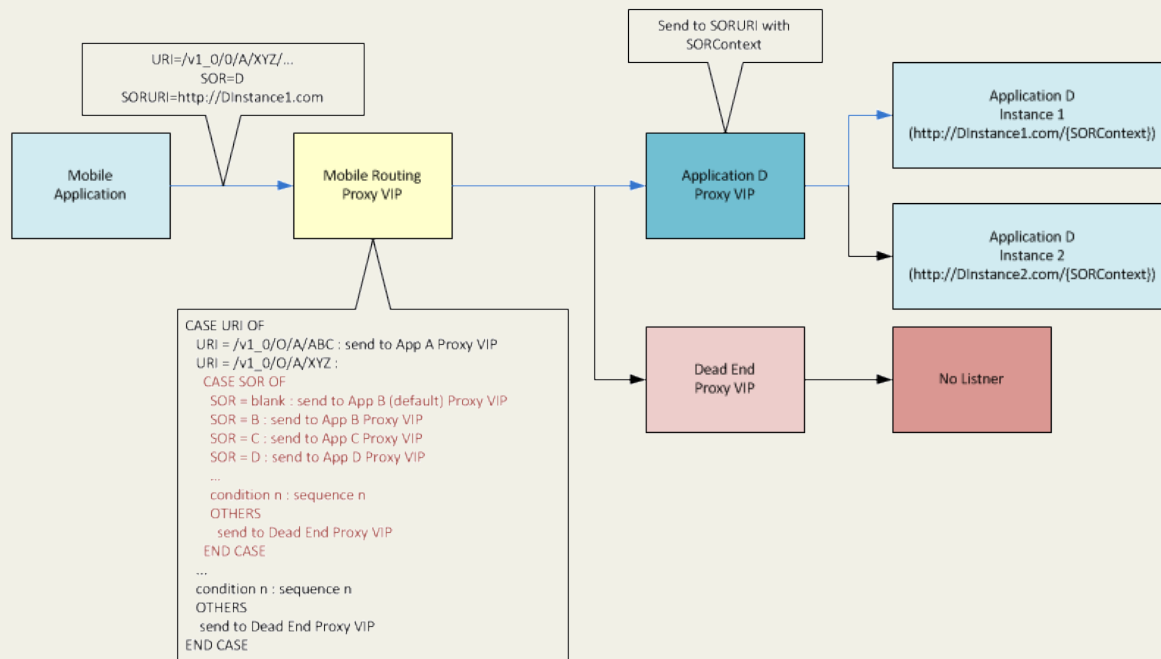 URI=/v1_0/0/A/XYZ/...
SOR=D
SORURI=http://DInstance1.com
Send to SORURI with
SORContext
Mobile
Application
Mobile Routing
Proxy VIP
Application D
Proxy VIP
Application D
Instance 1
(http://DInstance1.com/{SORContext})
Application D
Instance 2
(http://DInstance2.com/{SORContext})
Dead End
Proxy VIP
No Listner
CASE URI OF
URI = /v1_0/O/A/ABC : send to App A Proxy VIP
URI = /v1_0/O/A/XYZ :
CASE SOR OF
SOR = blank : send to App B (default) Proxy VIP
SOR = B : send to App B Proxy VIP
SOR = C : send to App C Proxy VIP
SOR = D : send to App D Proxy VIP
...
condition n : sequence n
OTHERS
send to Dead End Proxy VIP
END CASE
...
condition n : sequence n
OTHERS
send to Dead End Proxy VIP
END CASE